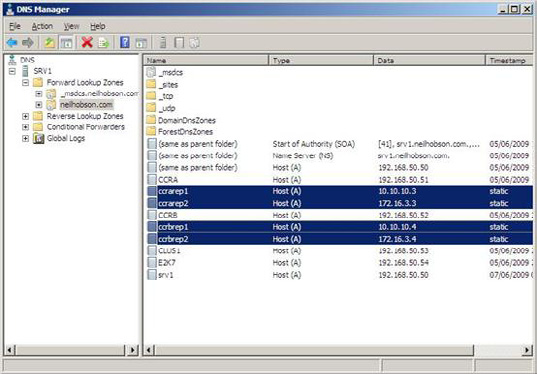 DNS Manager
File Action View Help
DNS
SRV1
Forward Lookup Zones
_msdcs.neilhobson.com
neilhobson.com
Reverse Lookup Zones
Conditional Forwarders
Global Logs
Name Type Data Timestamp
_msdcs
_sites
_tcp
_udp
DomainDnsZones
ForestDnsZones
(same as parent folder) Start of Authority (SOA) [41], srv1.neilhobson.com.,... 05/06/2009
(same as parent folder) Name Server (NS) srv1.neilhobson.com. 05/06/2009
(same as parent folder) Host (A) 192.168.50.50 05/06/2009
CCRA Host (A) 192.168.50.51 05/06/2009
ccrarep1 Host (A) 10.10.10.3 static
ccrarep2 Host (A) 172.16.3.3 static
CCRB Host (A) 192.168.50.52 05/06/2009
ccrbrep1 Host (A) 10.10.10.4 static
ccrbrep2 Host (A) 172.16.3.4 static
CLUS1 Host (A) 192.168.50.53 05/06/2009
E2K7 Host (A) 192.168.50.54 05/06/2009
srv1 Host (A) 192.168.50.50 07/06/2009 0